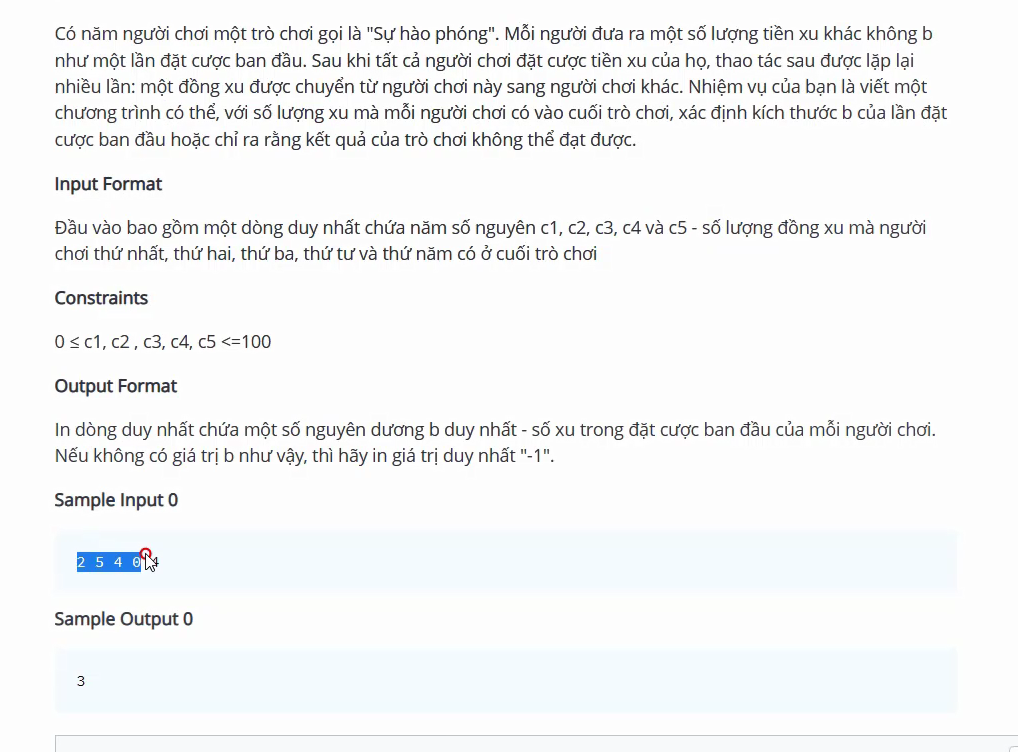 Có năm người chơi một trò chơi gọi là "Sự hào phóng". Mỗi người đưa ra một số lượng tiền xu khác không b
như một lần đặt cược ban đầu. Sau khi tất cả người chơi đặt cược tiền xu của họ, thao tác sau được lặp lại
nhiều lần: một đồng xu được chuyển từ người chơi này sang người chơi khác. Nhiệm vụ của bạn là viết một
chương trình có thể, với số lượng xu mà mỗi người chơi có vào cuối trò chơi, xác định kích thước b của lần đặt
cược ban đầu hoặc chỉ ra rằng kết quả của trò chơi không thể đạt được.
Input Format
Đầu vào bao gồm một dòng duy nhất chứa năm số nguyên c1, c2, c3, c4 và c5 - số lượng đồng xu mà người
chơi thứ nhất, thứ hai, thứ ba, thứ tư và thứ năm có ở cuối trò chơi
Constraints
0 ≤ c1, c2 , c3, c4, c5 <=100
Output Format
In dòng duy nhất chứa một số nguyên dương b duy nhất - số xu trong đặt cược ban đầu của mỗi người chơi.
Nếu không có giá trị b như vậy, thì hãy in giá trị duy nhất "-1".
Sample Input 0
2 5 4 0 4
Sample Output 0
3